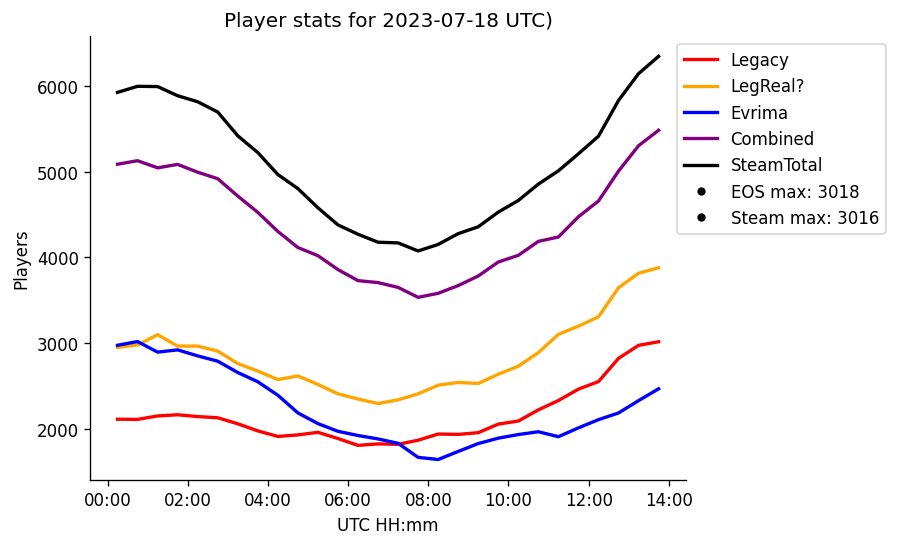 Player stats for 2023-07-18 UTC)
Players
6000
5000
4000
3000
2000
00:00 02:00 04:00 06:00 08:00 10:00 12:00 14:00
UTC HH:mm
Legacy
LegReal?
Evrima
Combined
SteamTotal
EOS max: 3018
Steam max: 3016